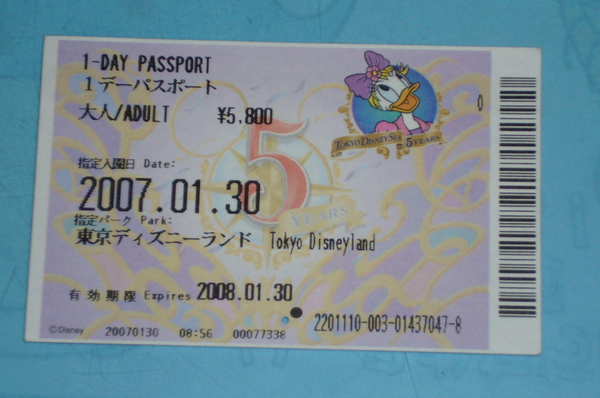 1-DAY PASSPORT
1デーパスポート
大人/ADULT ¥5,800
0
TOKYO DISNEYSEA 5 YEARS
5
YEARS
指定入園日 Date:
2007.01.30
指定パーク Park:
東京ディズニーランド Tokyo Disneyland
有効期限 Expires 2008.01.30
2201110-003-01437047-8
©Disney 20070130 08:56 00077338